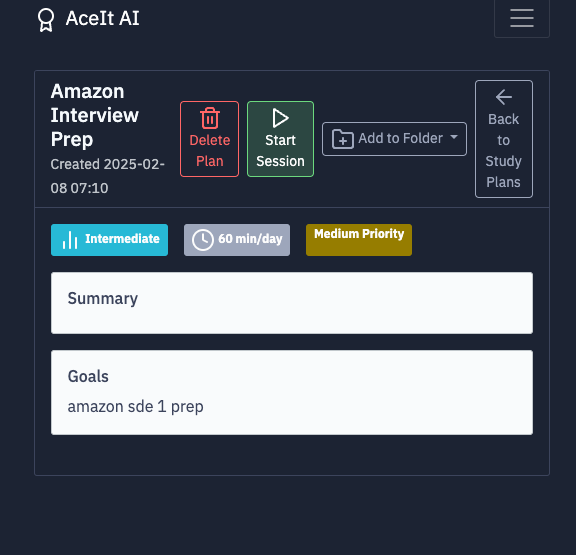 AceIt AI
Amazon
Interview
Prep
Created 2025-02-
08 07:10
Delete
Plan
Start
Session
Add to Folder
Back
to
Study
Plans
Intermediate
60 min/day
Medium Priority
Summary
Goals
amazon sde 1 prep